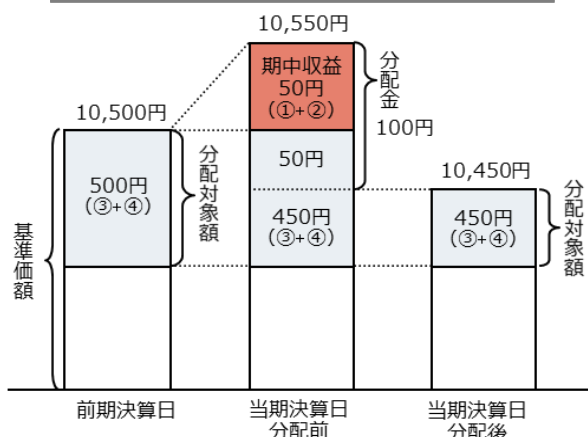 10,550円
期中収益
50円
(①+②)
分配金
100円
10,500円
500円
(③+④)
分配対象額
50円
450円
(③+④)
10,450円
450円
(③+④)
分配対象額
基準価額
前期決算日
当期決算日
分配前
当期決算日
分配後